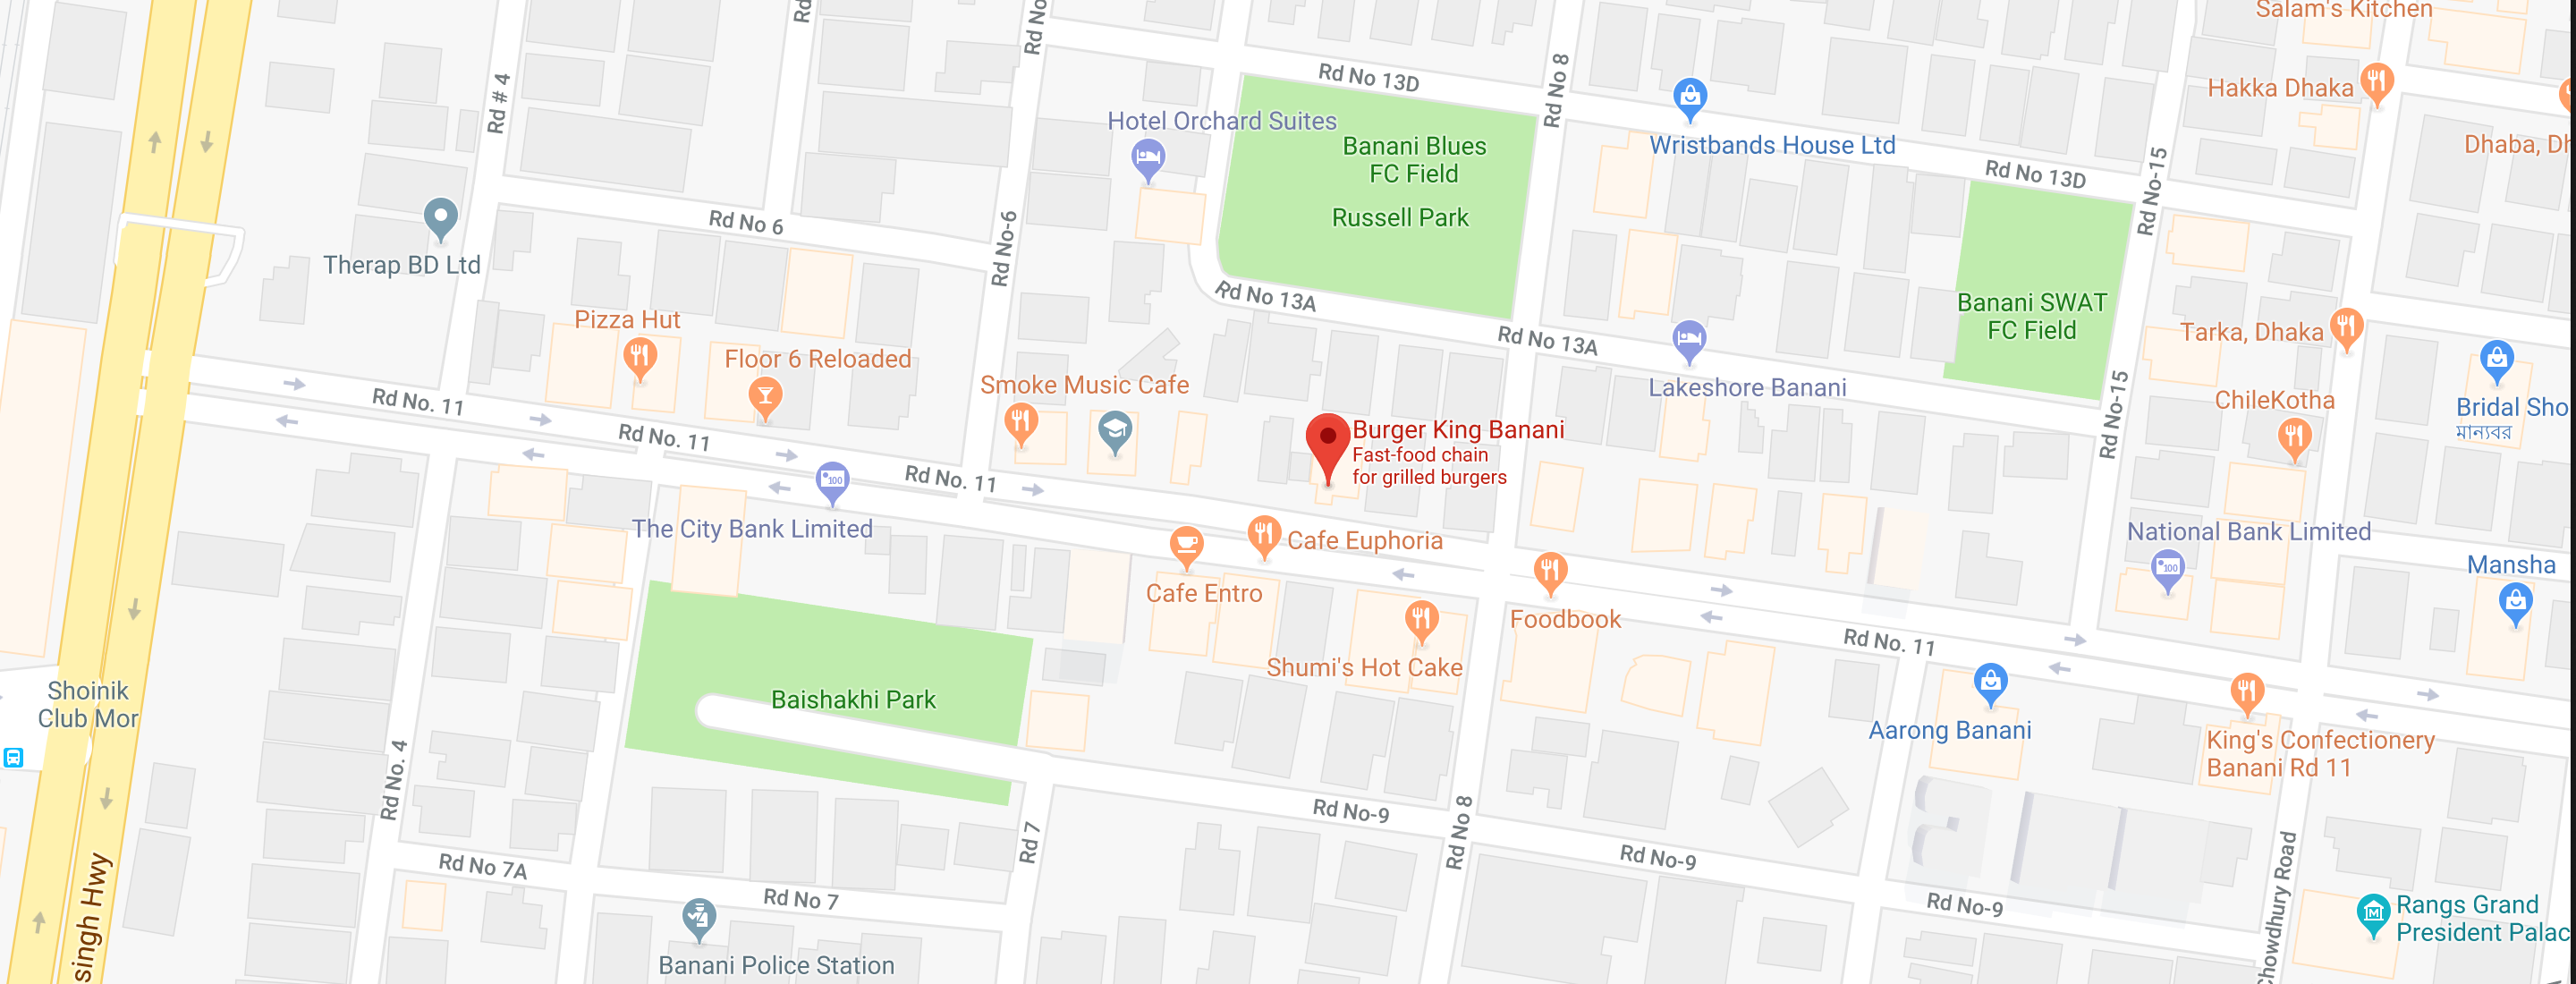 Salam's Kitchen
Rd # 4
Rd
Rd No
Rd No 13D
Rd No 8
Hakka Dhaka
Hotel Orchard Suites
Banani Blues
FC Field
Russell Park
Wristbands House Ltd
Dhaba, Dh
Rd No 13D
Rd No-15
Rd No 6
Rd No-6
Therap BD Ltd
Rd No 13A
Rd No 13A
Banani SWAT
FC Field
Tarka, Dhaka
Pizza Hut
Floor 6 Reloaded
Smoke Music Cafe
Lakeshore Banani
ChileKotha
Bridal Sho
মান্যবর
Rd No. 11
Rd No. 11
Rd No. 11
Burger King Banani
Fast-food chain
for grilled burgers
Rd No-15
The City Bank Limited
100
Cafe Euphoria
Cafe Entro
Foodbook
National Bank Limited
100
Mansha
Shumi's Hot Cake
Rd No. 11
Shoinik
Club Mor
Baishakhi Park
Aarong Banani
King's Confectionery
Banani Rd 11
Rd No. 4
Rd No-9
Rd No 8
Rd 7
Rd No-9
Rd No 7A
Rd No 7
Rd No-9
singh Hwy
Chowdhury Road
Rangs Grand
President Palac
Banani Police Station